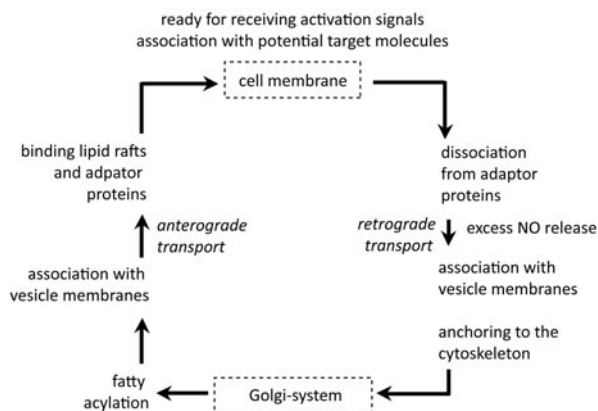 ready for receiving activation signals
association with potential target molecules
cell membrane
binding lipid rafts
and adpator
proteins
dissociation
from adaptor
proteins
anterograde
transport
retrograde
transport
excess NO release
association with
vesicle membranes
association with
vesicle membranes
anchoring to the
cytoskeleton
fatty
acylation
Golgi-system